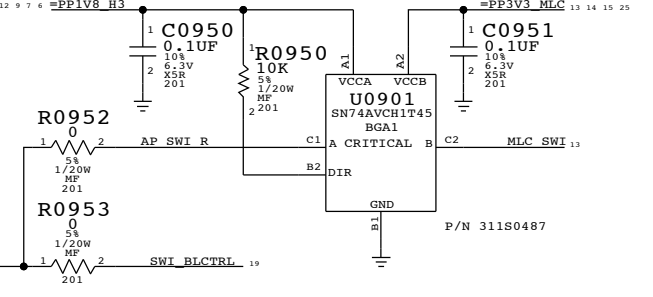 12 9 7 6 =PP1V8_H3
=PP3V3_MLC 13 14 15 25
1 C0950
0.1UF
10%
6.3V
2 X5R
201
1 R0950
10K
5%
1/20W
MF
2 201
A1
A2
1 C0951
0.1UF
10%
6.3V
2 X5R
201
VCCA VCCB
U0901
SN74AVCH1T45
BGA1
C1 A CRITICAL B C2
B2 DIR
GND
B1
MLC_SWI 13
P/N 311S0487
R0952
0
1 2 AP_SWI_R
5%
1/20W
MF
201
R0953
0
5%
1/20W
MF
1 2 SWI_BLCTRL 19
201